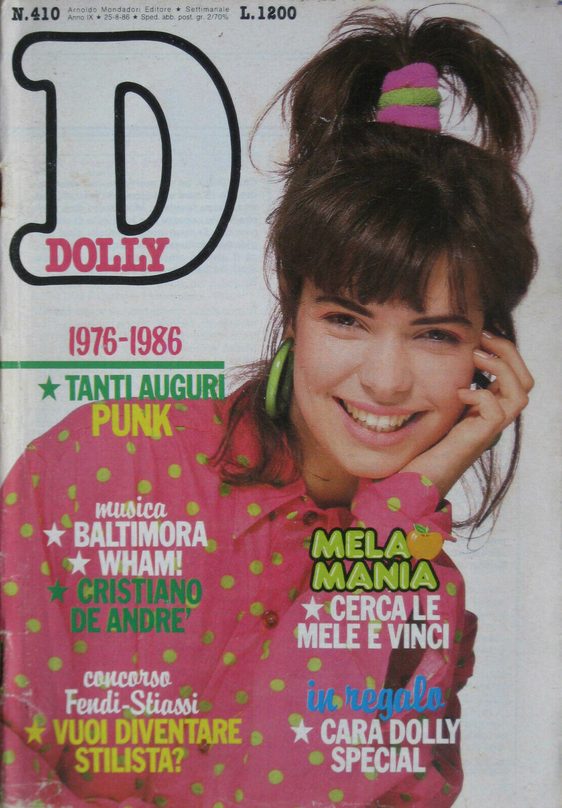 N.410 Arnoldo Mondadori Editore ★ Settimanale L.1200
Anno IX ★ 25-8-86 ★ Sped. abb. post. gr. 2/70%
D
DOLLY
1976-1986
★ TANTI AUGURI
PUNK
musica
★ BALTIMORA
★ WHAM!
★ CRISTIANO
DE ANDRE'
MELA
MANIA
★ CERCA LE
MELE E VINCI
concorso
Fendi-Stiassi
★ VUOI DIVENTARE
STILISTA?
in regalo
★ CARA DOLLY
SPECIAL